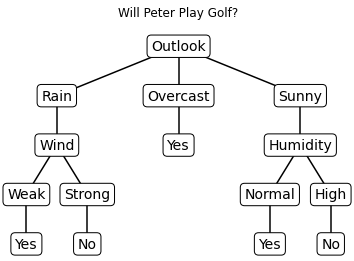 Will Peter Play Golf?
Outlook
Rain Overcast Sunny
Wind Yes Humidity
Weak Strong Normal High
Yes No Yes No